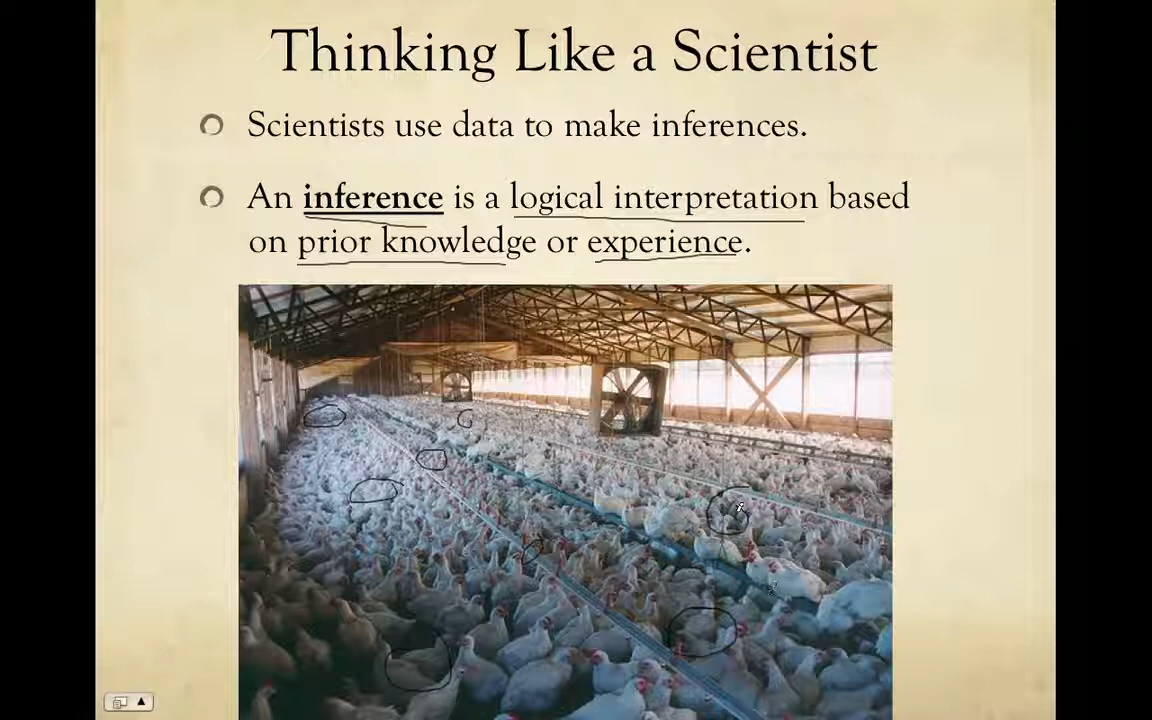 Thinking Like a Scientist
Scientists use data to make inferences.
An inference is a logical interpretation based
on prior knowledge or experience.